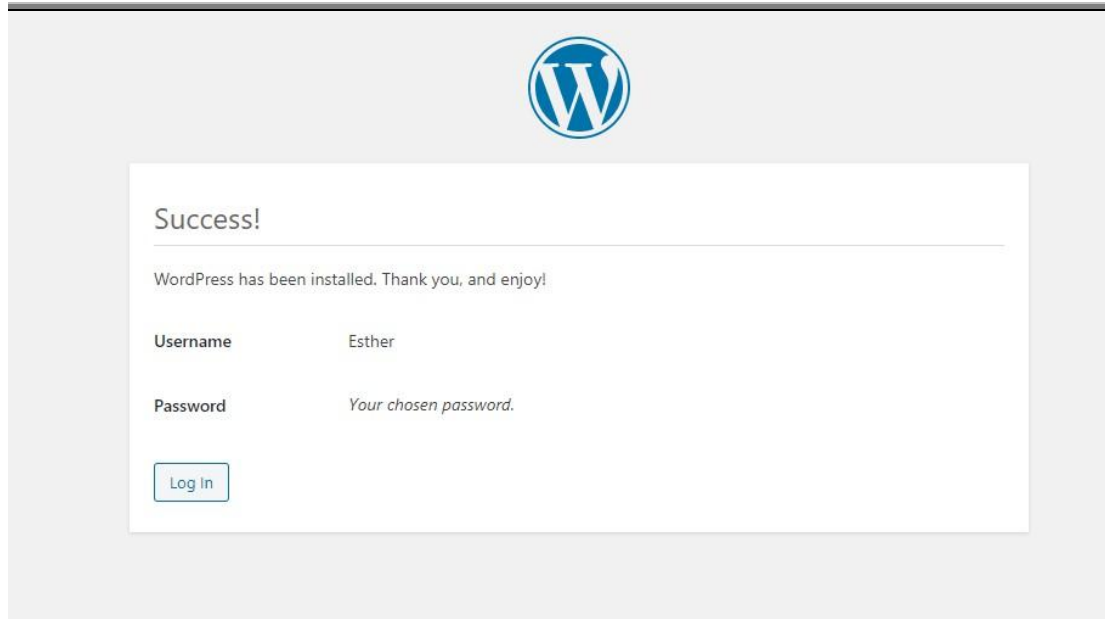 Success!
WordPress has been installed. Thank you, and enjoy!
Username Esther
Password Your chosen password.
Log In